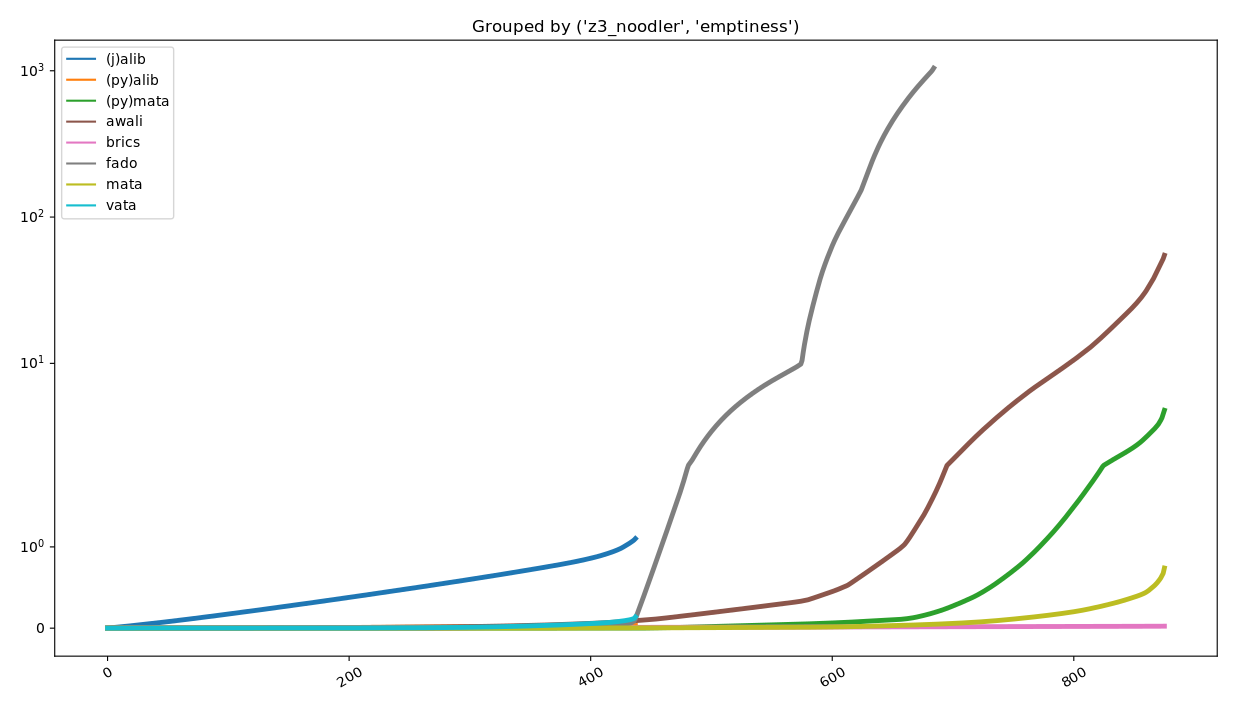 Grouped by ('z3_noodler', 'emptiness')
10³
10²
10¹
10⁰
0
(j)alib
(py)alib
(py)mata
awali
brics
fado
mata
vata
0
200
400
600
800